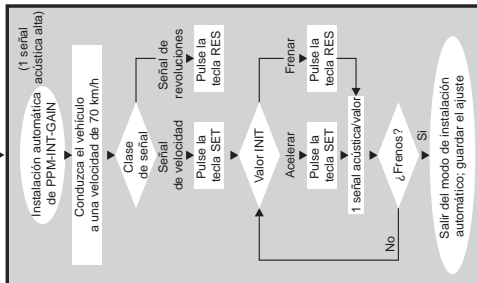 (1 señal
acústica alta)
Instalación automática
de PPM-INT-GAIN
Conduzca el vehículo
a una velocidad de 70 km/h
Clase
de señal
Señal de
revoluciones
Pulse la
tecla RES
Señal
de velocidad
Pulse la
tecla SET
Valor INIT
Frenar
Pulse la
tecla RES
Acelerar
Pulse la
tecla SET
1 señal acústica/valor
¿Frenos?
No
Si
Salir del modo de instalación
automático; guardar el ajuste